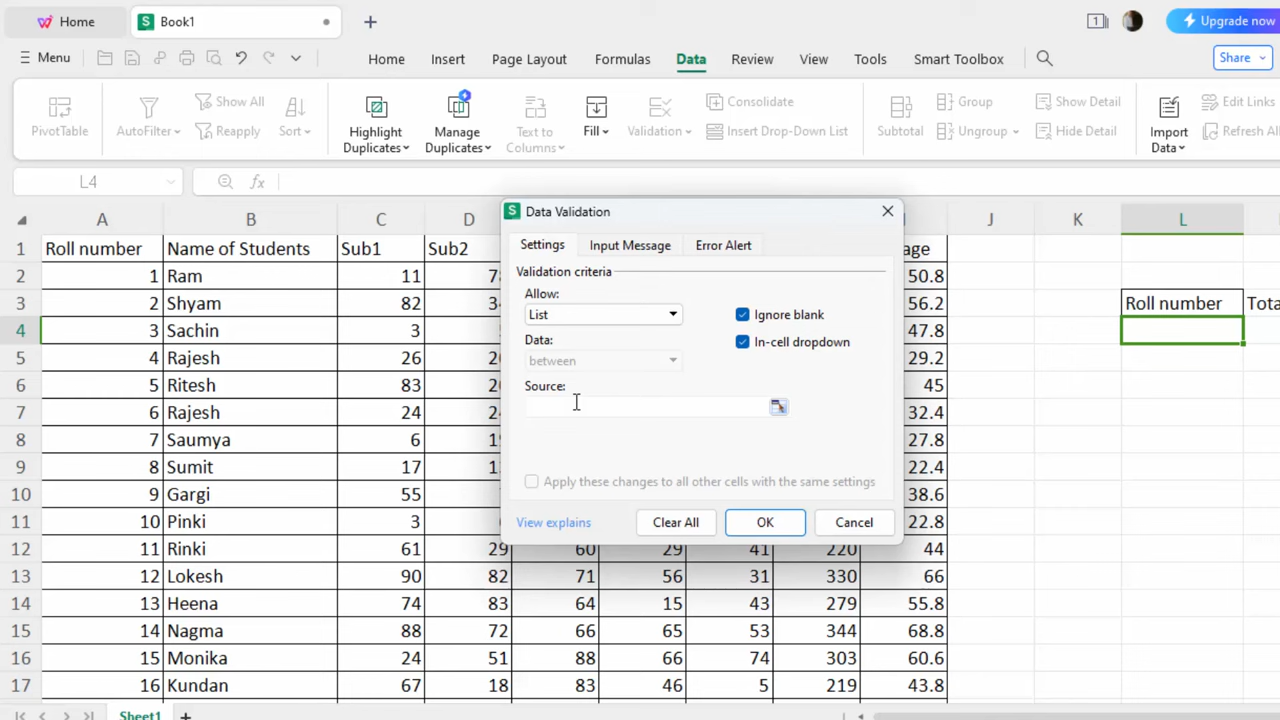 Home
Book1
1
Upgrade now
Menu
Home Insert Page Layout Formulas Data Review View Tools Smart Toolbox
Share
PivotTable
AutoFilter
Show All
Reapply
Sort
Highlight Duplicates
Manage Duplicates
Text to Columns
Fill
Validation
Consolidate
Insert Drop-Down List
Subtotal
Group
Ungroup
Show Detail
Hide Detail
Import Data
Edit Links
Refresh
L4
fx
A B C D J K L
1 Roll number Name of Students Sub1 Sub2
2 1 Ram 11 50.8
3 2 Shyam 82 56.2 Roll number
4 3 Sachin 3 47.8
5 4 Rajesh 26 29.2
6 5 Ritesh 83 45
7 6 Rajesh 24 32.4
8 7 Saumya 6 27.8
9 8 Sumit 17 22.4
10 9 Gargi 55 38.6
11 10 Pinki 3 22.8
12 11 Rinki 61 29 60 29 41 220 44
13 12 Lokesh 90 82 71 56 31 330 66
14 13 Heena 74 83 64 15 43 279 55.8
15 14 Nagma 88 72 66 65 53 344 68.8
16 15 Monika 24 51 88 66 74 303 60.6
17 16 Kundan 67 18 83 46 5 219 43.8
Data Validation
Settings Input Message Error Alert
Validation criteria
Allow:
List
Ignore blank
Data:
In-cell dropdown
between
Source:
Apply these changes to all other cells with the same settings
View explains
Clear All
OK
Cancel
Sheet1